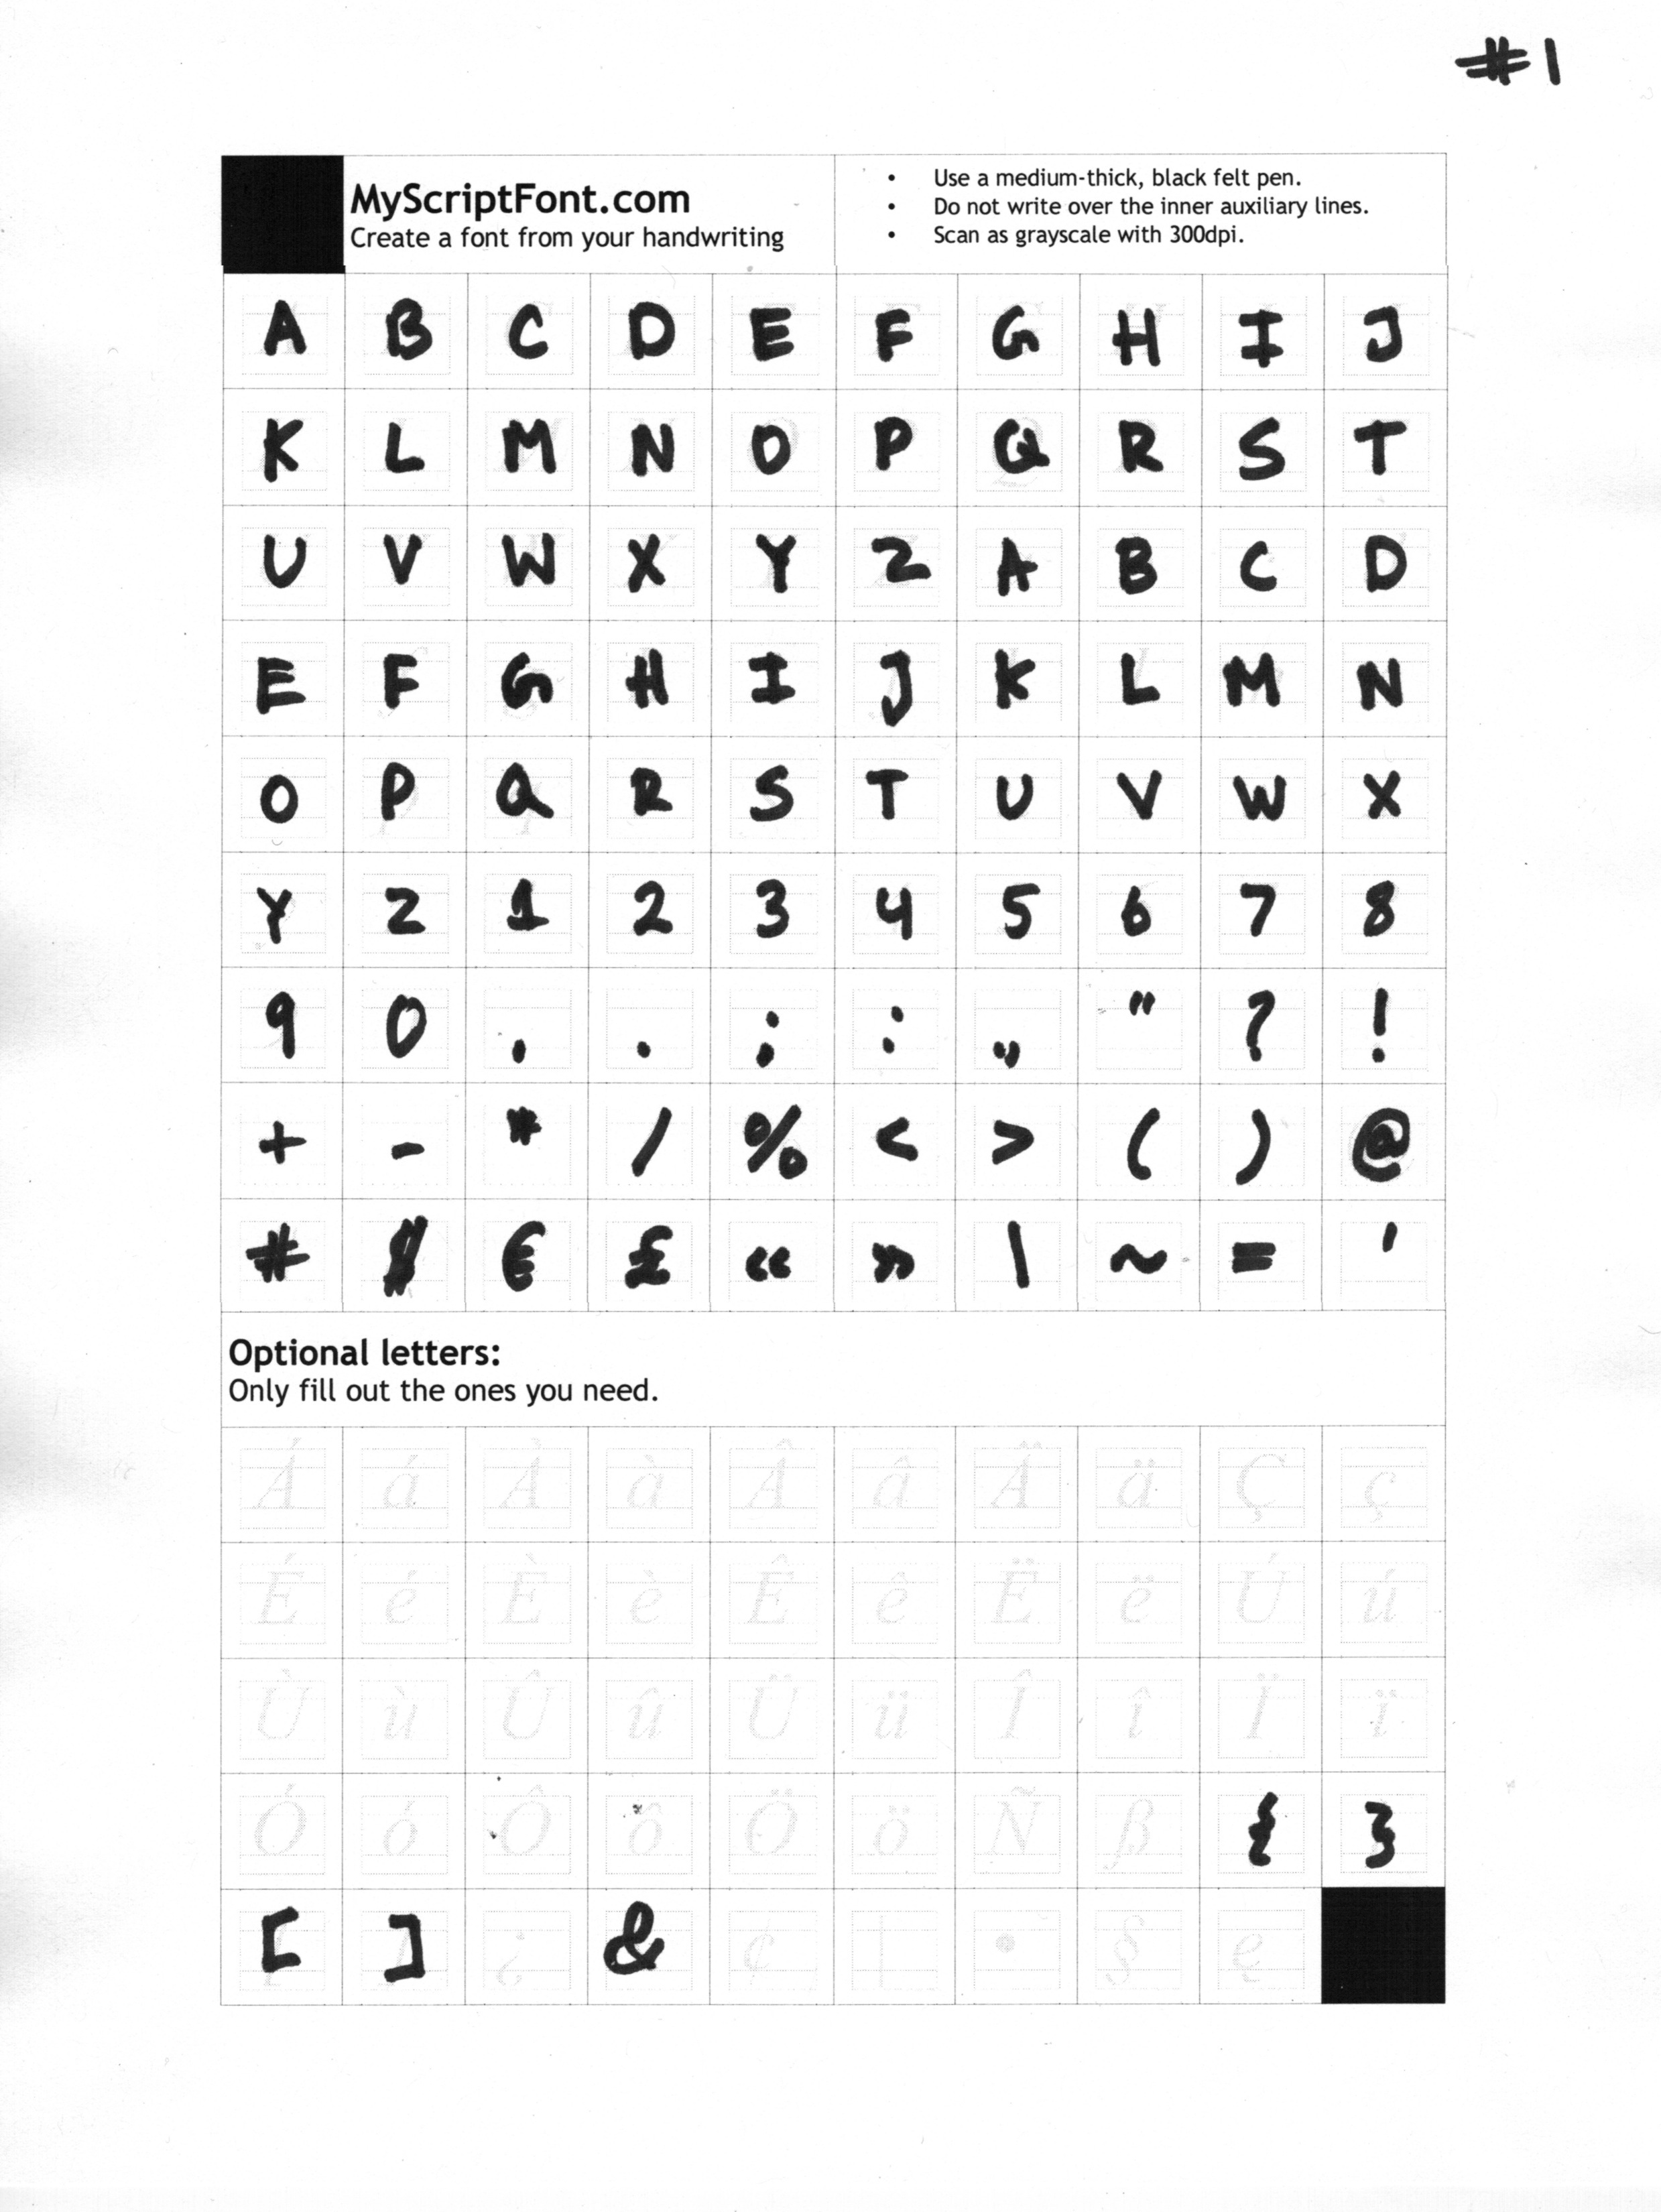 #1
MyScriptFont.com
Create a font from your handwriting
• Use a medium-thick, black felt pen.
• Do not write over the inner auxiliary lines.
• Scan as grayscale with 300dpi.
A B C D E F G H I J
K L M N O P Q R S T
U V W X Y Z A B C D
E F G H I J K L M N
O P Q R S T U V W X
Y Z 1 2 3 4 5 6 7 8
9 0 , . ; : „ " ? !
+ - * / % < > ( ) @
# $ € £ « » \ ~ = '
Optional letters:
Only fill out the ones you need.
Á á À à Â â Ä ä Ç ç
É é È è Ê ê Ë ë Ú ú
Ù ù Û û Ü ü Î î Ï ï
Ó ó Ô ô Ö ö Ñ ß { }
[ ] ¿ & ¢ | • § ę